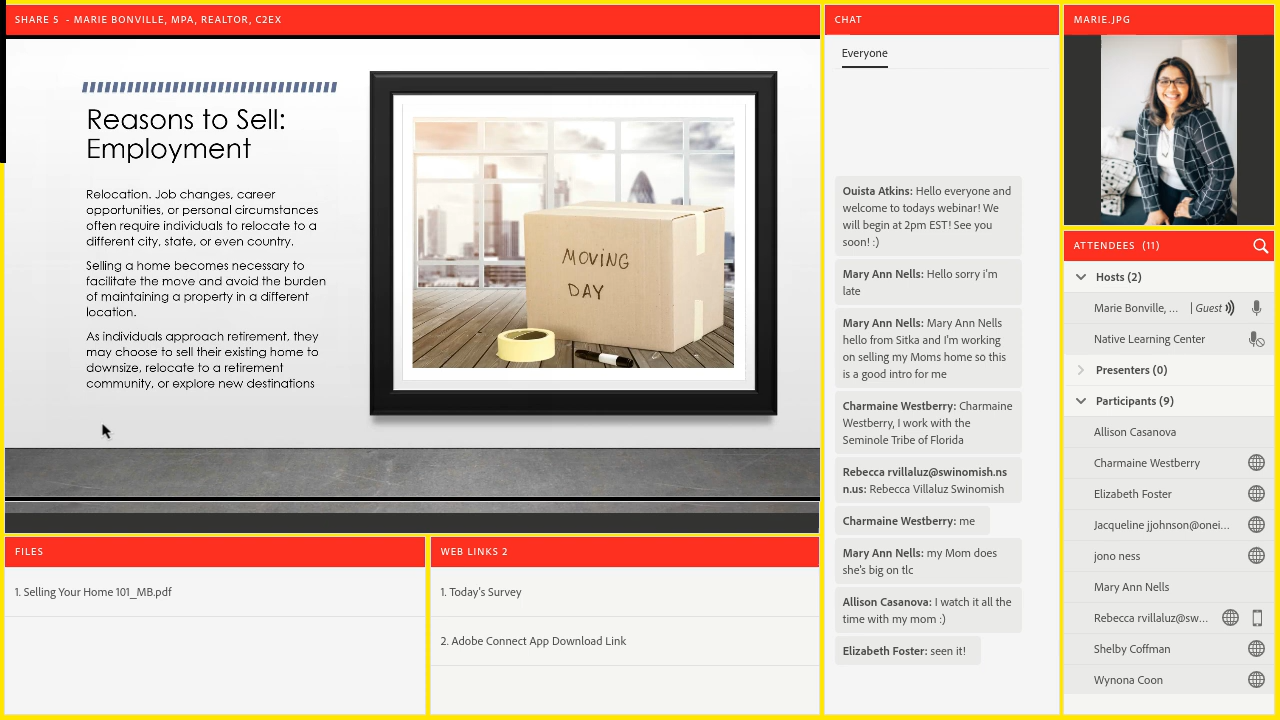 SHARE 5 - MARIE BONVILLE, MPA, REALTOR, C2EX
Reasons to Sell:
Employment
Relocation. Job changes, career
opportunities, or personal circumstances
often require individuals to relocate to a
different city, state, or even country.
Selling a home becomes necessary to
facilitate the move and avoid the burden
of maintaining a property in a different
location.
As individuals approach retirement, they
may choose to sell their existing home to
downsize, relocate to a retirement
community, or explore new destinations
MOVING
DAY
FILES
1. Selling Your Home 101_MB.pdf
WEB LINKS 2
1. Today's Survey
2. Adobe Connect App Download Link
CHAT
Everyone
Ouista Atkins: Hello everyone and
welcome to todays webinar! We
will begin at 2pm EST! See you
soon! :)
Mary Ann Nells: Hello sorry i'm
late
Mary Ann Nells: Mary Ann Nells
hello from Sitka and I'm working
on selling my Moms home so this
is a good intro for me
Charmaine Westberry: Charmaine
Westberry, I work with the
Seminole Tribe of Florida
Rebecca rvillaluz@swinomish.ns
n.us: Rebecca Villaluz Swinomish
Charmaine Westberry: me
Mary Ann Nells: my Mom does
she's big on tlc
Allison Casanova: I watch it all the
time with my mom :)
Elizabeth Foster: seen it!
MARIE.JPG
ATTENDEES (11)
Hosts (2)
Marie Bonville, ... | Guest
Native Learning Center
Presenters (0)
Participants (9)
Allison Casanova
Charmaine Westberry
Elizabeth Foster
Jacqueline jjohnson@onei...
jono ness
Mary Ann Nells
Rebecca rvillaluz@sw...
Shelby Coffman
Wynona Coon